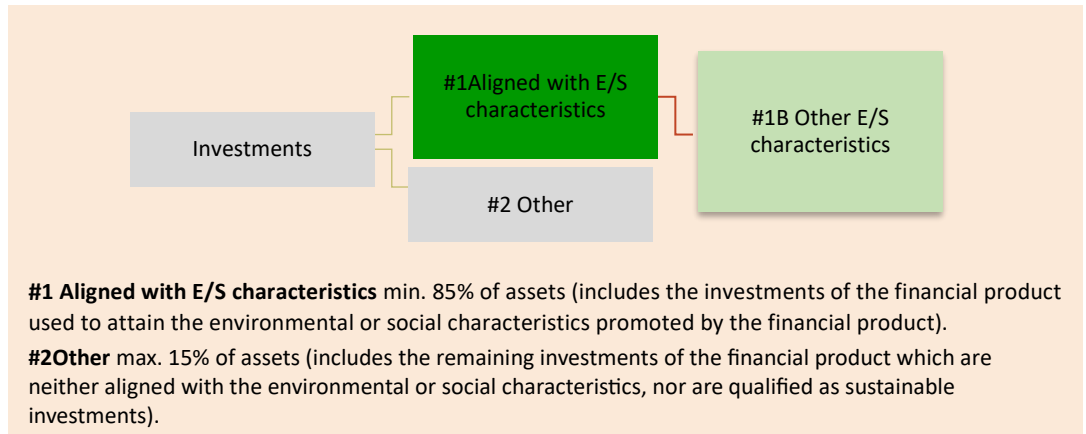 #1Aligned with E/S
characteristics
#1B Other E/S
characteristics
Investments
#2 Other
#1 Aligned with E/S characteristics min. 85% of assets (includes the investments of the financial product
used to attain the environmental or social characteristics promoted by the financial product).
#2Other max. 15% of assets (includes the remaining investments of the financial product which are
neither aligned with the environmental or social characteristics, nor are qualified as sustainable
investments).